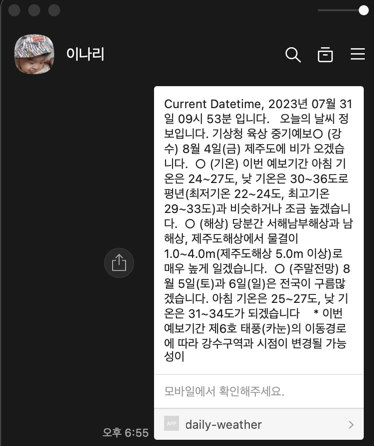 이나리
Current Datetime, 2023년 07월 31
일 09시 53분 입니다. 오늘의 날씨 정
보입니다. 기상청 육상 중기예보○ (강
수) 8월 4일(금) 제주도에 비가 오겠습
니다. ○ (기온) 이번 예보기간 아침 기
온은 24~27도, 낮 기온은 30~36도로
평년(최저기온 22~24도, 최고기온
29~33도)과 비슷하거나 조금 높겠습니
다. ○ (해상) 당분간 서해남부해상과 남
해상, 제주도해상에서 물결이
1.0~4.0m(제주도해상 5.0m 이상)로
매우 높게 일겠습니다. ○ (주말전망) 8
월 5일(토)과 6일(일)은 전국이 구름많
겠습니다. 아침 기온은 25~27도, 낮 기
온은 31~34도가 되겠습니다 * 이번
예보기간 제6호 태풍(카눈)의 이동경로
에 따라 강수구역과 시점이 변경될 가능
성이
모바일에서 확인해주세요.
오후 6:55
daily-weather